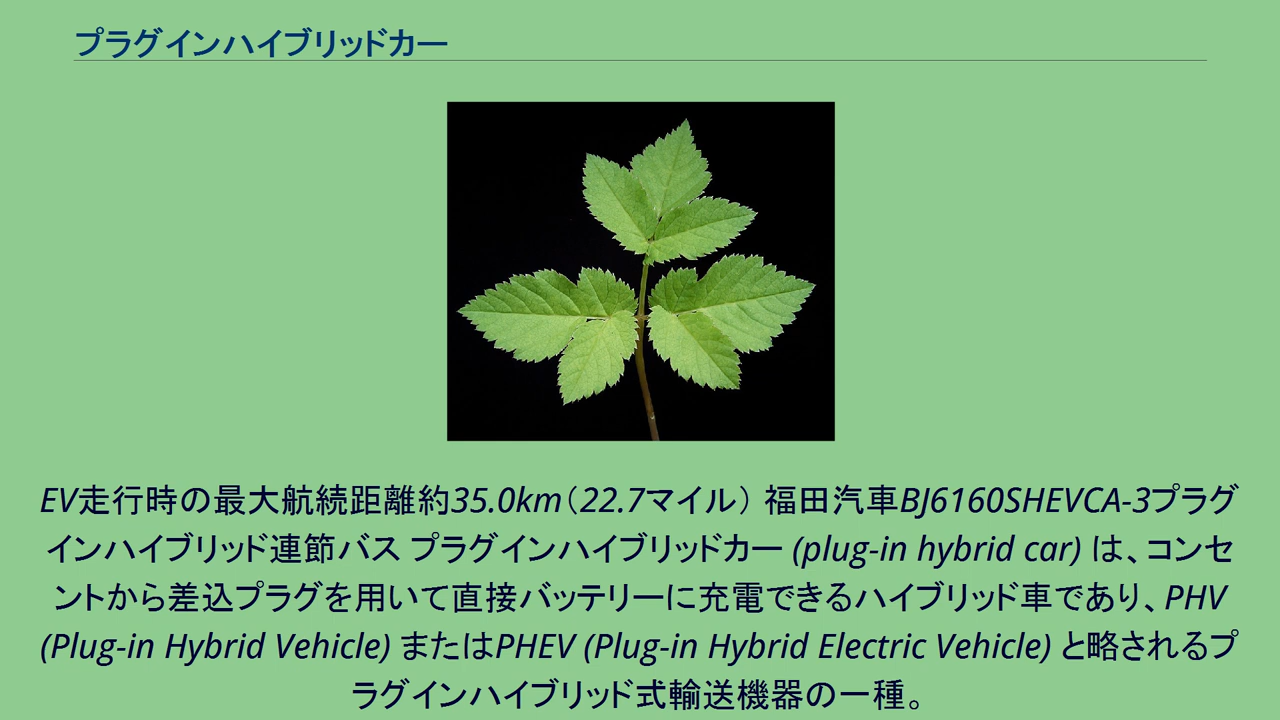 プラグインハイブリッドカー
EV走行時の最大航続距離約35.0km（22.7マイル） 福田汽車BJ6160SHEVCA-3プラグ
インハイブリッド連節バス プラグインハイブリッドカー (plug-in hybrid car) は、コンセ
ントから差込プラグを用いて直接バッテリーに充電できるハイブリッド車であり、PHV
(Plug-in Hybrid Vehicle) またはPHEV (Plug-in Hybrid Electric Vehicle) と略されるプ
ラグインハイブリッド式輸送機器の一種。